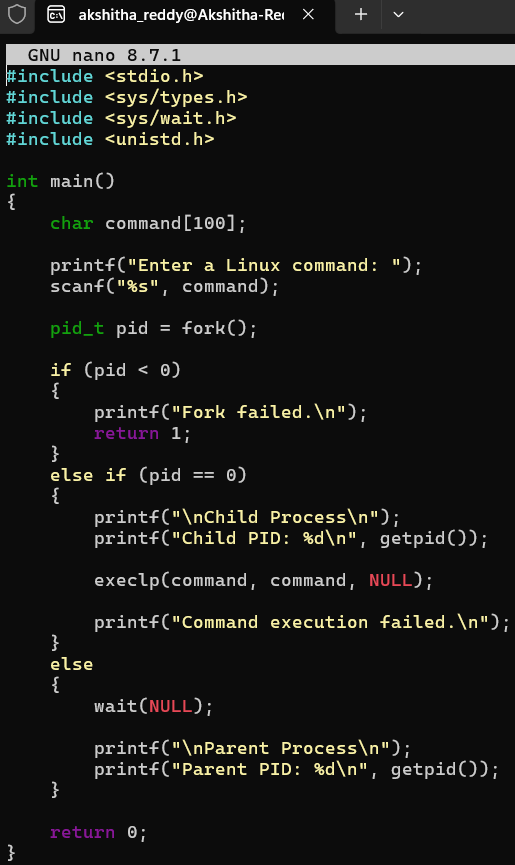 akshitha_reddy@Akshitha-Re
GNU nano 8.7.1
#include <stdio.h>
#include <sys/types.h>
#include <sys/wait.h>
#include <unistd.h>

int main()
{
    char command[100];

    printf("Enter a Linux command: ");
    scanf("%s", command);

    pid_t pid = fork();

    if (pid < 0)
    {
        printf("Fork failed.\n");
        return 1;
    }
    else if (pid == 0)
    {
        printf("\nChild Process\n");
        printf("Child PID: %d\n", getpid());

        execlp(command, command, NULL);

        printf("Command execution failed.\n");
    }
    else
    {
        wait(NULL);

        printf("\nParent Process\n");
        printf("Parent PID: %d\n", getpid());
    }

    return 0;
}